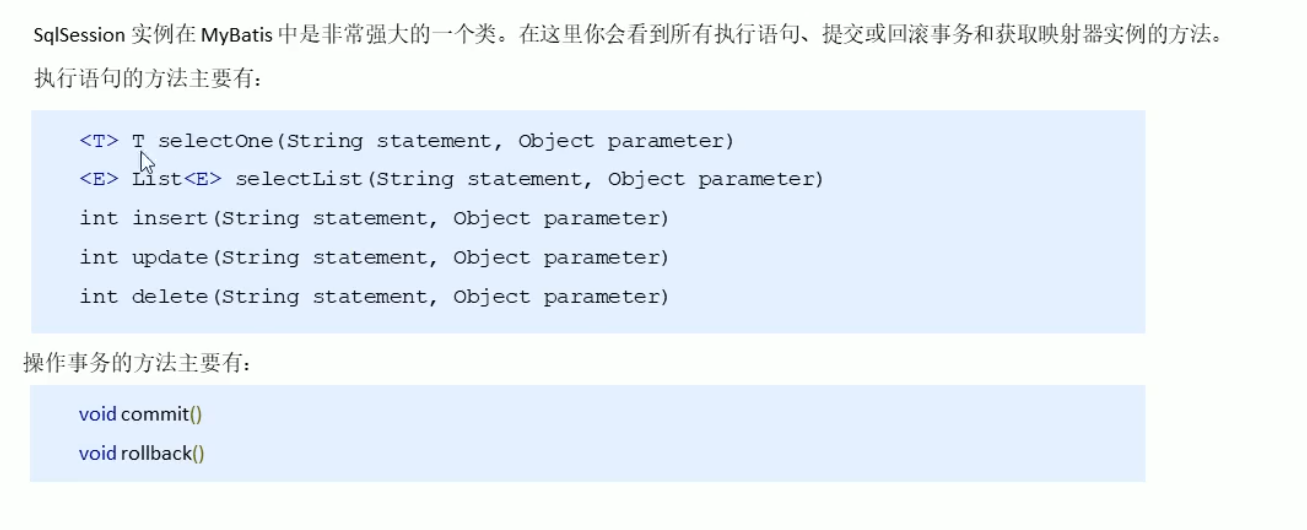 SqlSession 实例在 MyBatis 中是非常强大的一个类。在这里你会看到所有执行语句、提交或回滚事务和获取映射器实例的方法。
执行语句的方法主要有：
<T> T selectOne(String statement, Object parameter)
<E> List<E> selectList(String statement, Object parameter)
int insert(String statement, Object parameter)
int update(String statement, Object parameter)
int delete(String statement, Object parameter)
操作事务的方法主要有：
void commit()
void rollback()